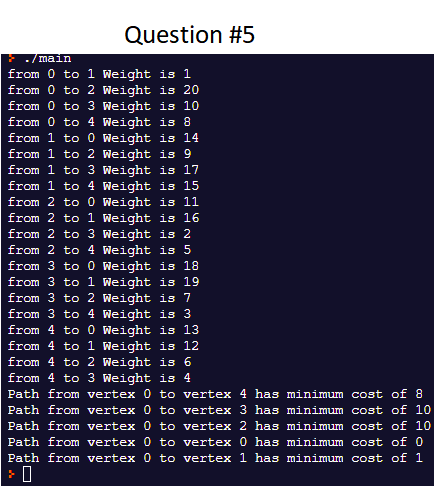 Question #5
> ./main
from 0 to 1 Weight is 1
from 0 to 2 Weight is 20
from 0 to 3 Weight is 10
from 0 to 4 Weight is 8
from 1 to 0 Weight is 14
from 1 to 2 Weight is 9
from 1 to 3 Weight is 17
from 1 to 4 Weight is 15
from 2 to 0 Weight is 11
from 2 to 1 Weight is 16
from 2 to 3 Weight is 2
from 2 to 4 Weight is 5
from 3 to 0 Weight is 18
from 3 to 1 Weight is 19
from 3 to 2 Weight is 7
from 3 to 4 Weight is 3
from 4 to 0 Weight is 13
from 4 to 1 Weight is 12
from 4 to 2 Weight is 6
from 4 to 3 Weight is 4
Path from vertex 0 to vertex 4 has minimum cost of 8
Path from vertex 0 to vertex 3 has minimum cost of 10
Path from vertex 0 to vertex 2 has minimum cost of 10
Path from vertex 0 to vertex 0 has minimum cost of 0
Path from vertex 0 to vertex 1 has minimum cost of 1
>